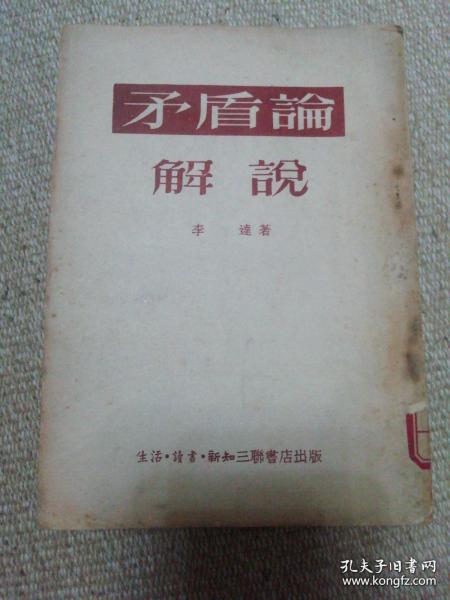 矛盾論
解說
李 達著
生活·讀書·新知三聯書店出版
孔夫子旧书网
www.kongfz.com